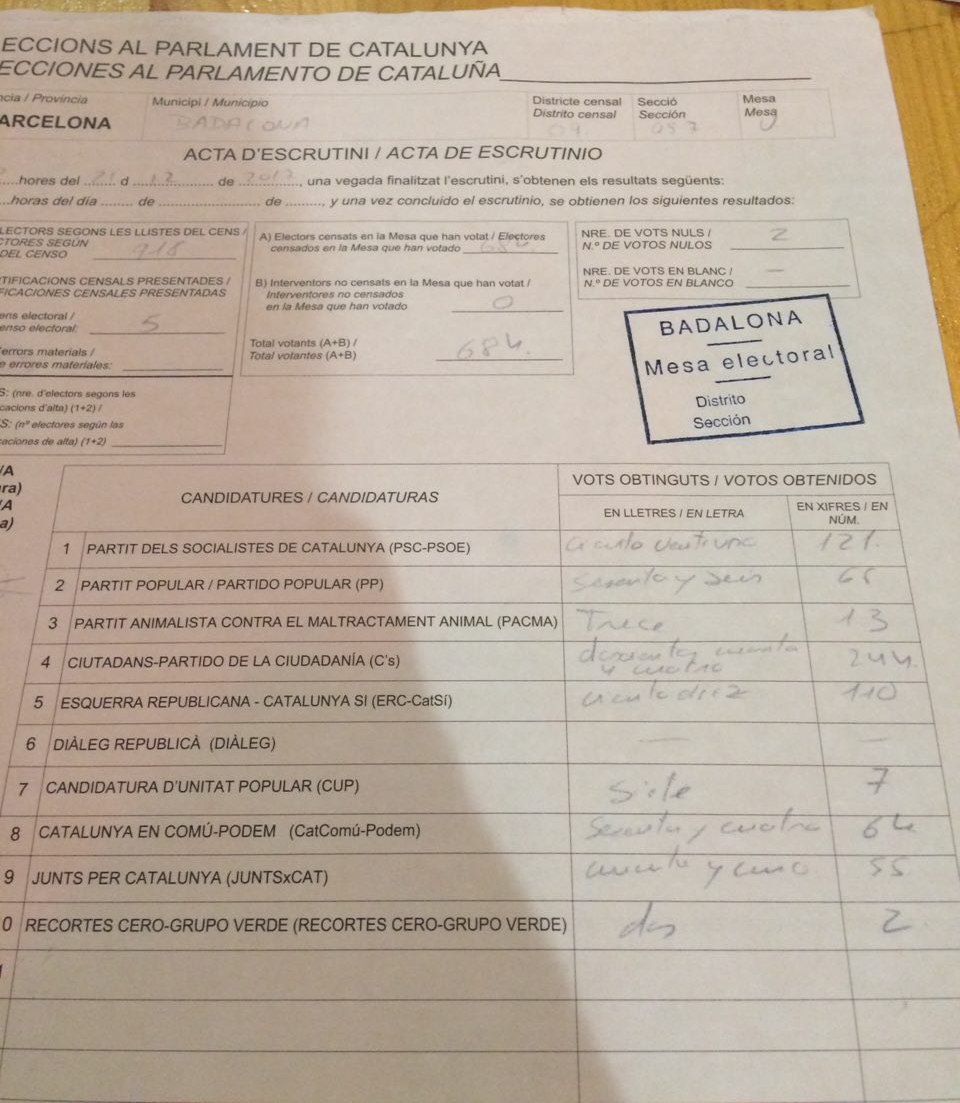 ECCIONS AL PARLAMENT DE CATALUNYA
ECCIONES AL PARLAMENTO DE CATALUÑA
ncia / Provincia
ARCELONA
Municipi / Municipio
BADALONA
Districte censal
Distrito censal
09
Secció
Sección
Mesa
Mesa
U
ACTA D'ESCRUTINI / ACTA DE ESCRUTINIO
hores del 21 d 12 de 2017, una vegada finalitzat l'escrutini, s'obtenen els resultats següents:
horas del día ........ de ........ de ........, y una vez concluido el escrutinio, se obtienen los siguientes resultados:
LECTORS SEGONS LES LLISTES DEL CENS /
CTORES SEGÚN
DEL CENSO 918
TIFICACIONS CENSALS PRESENTADES /
FICACIONES CENSALES PRESENTADAS
ens electoral /
enso electoral: 5
errors materials /
e errores materiales:
S: (nre. d'electors segons les
cacions d'alta) (1+2) /
S: (nº electores según las
caciones de alta) (1+2)
A) Electors censats en la Mesa que han votat / Electores
censados en la Mesa que han votado 684
B) Interventors no censats en la Mesa que han votat /
Interventores no censados
en la Mesa que han votado 0
Total votants (A+B) /
Total votantes (A+B) 684.
NRE. DE VOTS NULS /
N.º DE VOTOS NULOS 2
NRE. DE VOTS EN BLANC /
N.º DE VOTOS EN BLANCO —
BADALONA
Mesa electoral
Distrito
Sección
/A
ra)
/A
a)
CANDIDATURES / CANDIDATURAS
VOTS OBTINGUTS / VOTOS OBTENIDOS
EN LLETRES / EN LETRA
EN XIFRES / EN
NÚM.
1 PARTIT DELS SOCIALISTES DE CATALUNYA (PSC-PSOE) ciento veintiuno 121.
2 PARTIT POPULAR / PARTIDO POPULAR (PP) Sesenta y seis 66
3 PARTIT ANIMALISTA CONTRA EL MALTRACTAMENT ANIMAL (PACMA) Trece 13
4 CIUTADANS-PARTIDO DE LA CIUDADANÍA (C's) doscientos cuarenta y cuatro 244.
5 ESQUERRA REPUBLICANA - CATALUNYA SÍ (ERC-CatSí) ciento diez 110
6 DIÀLEG REPUBLICÀ (DIÀLEG) — —
7 CANDIDATURA D'UNITAT POPULAR (CUP) Siete 7
8 CATALUNYA EN COMÚ-PODEM (CatComú-Podem) Sesenta y cuatro 64
9 JUNTS PER CATALUNYA (JUNTSxCAT) cincuenta y cinco 55
0 RECORTES CERO-GRUPO VERDE (RECORTES CERO-GRUPO VERDE) dos 2